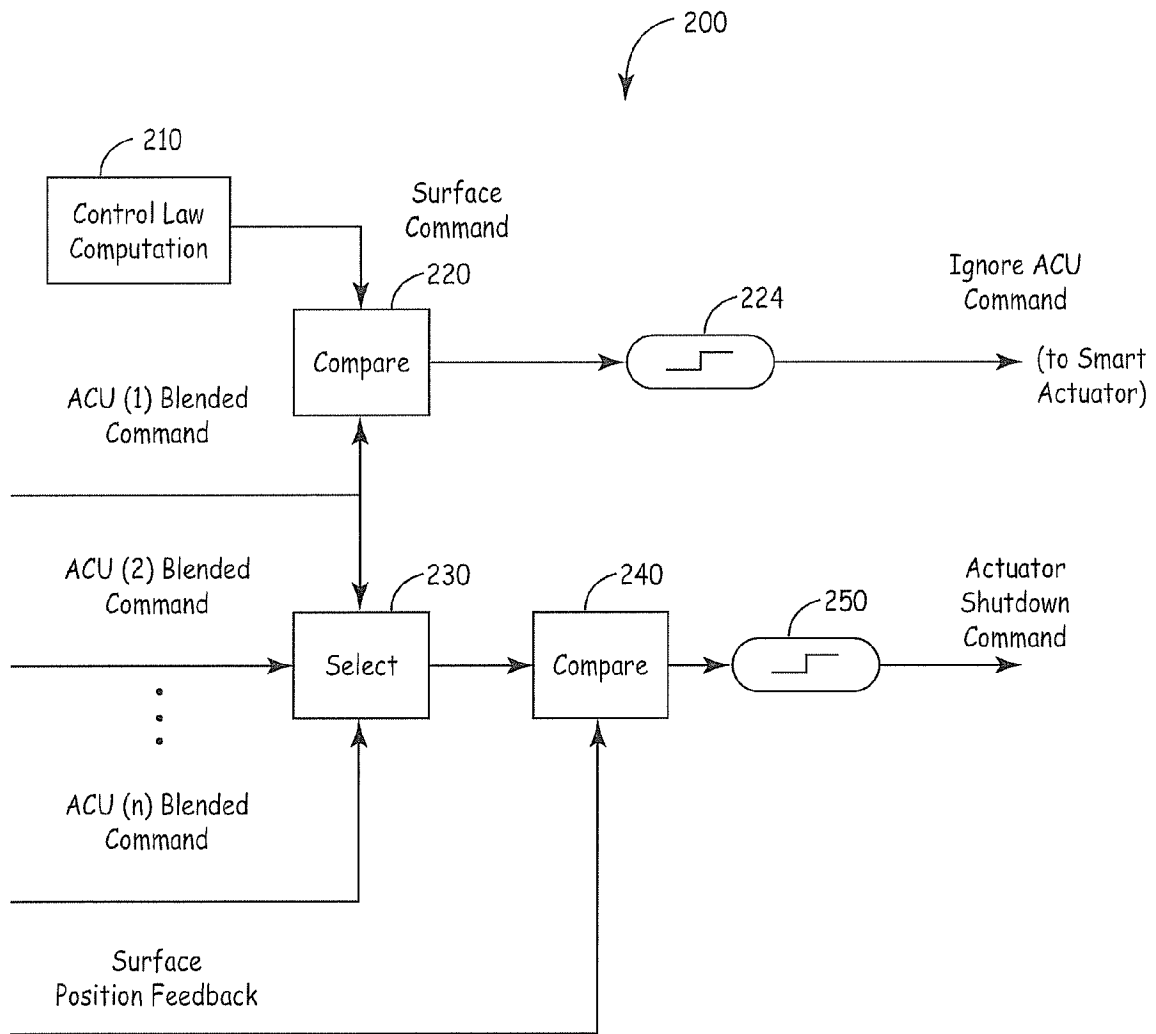 200
210
Control Law
Computation
Surface
Command
220
Compare
224
Ignore ACU
Command
(to Smart
Actuator)
ACU (1) Blended
Command
ACU (2) Blended
Command
230
Select
240
Compare
250
Actuator
Shutdown
Command
ACU (n) Blended
Command
Surface
Position Feedback